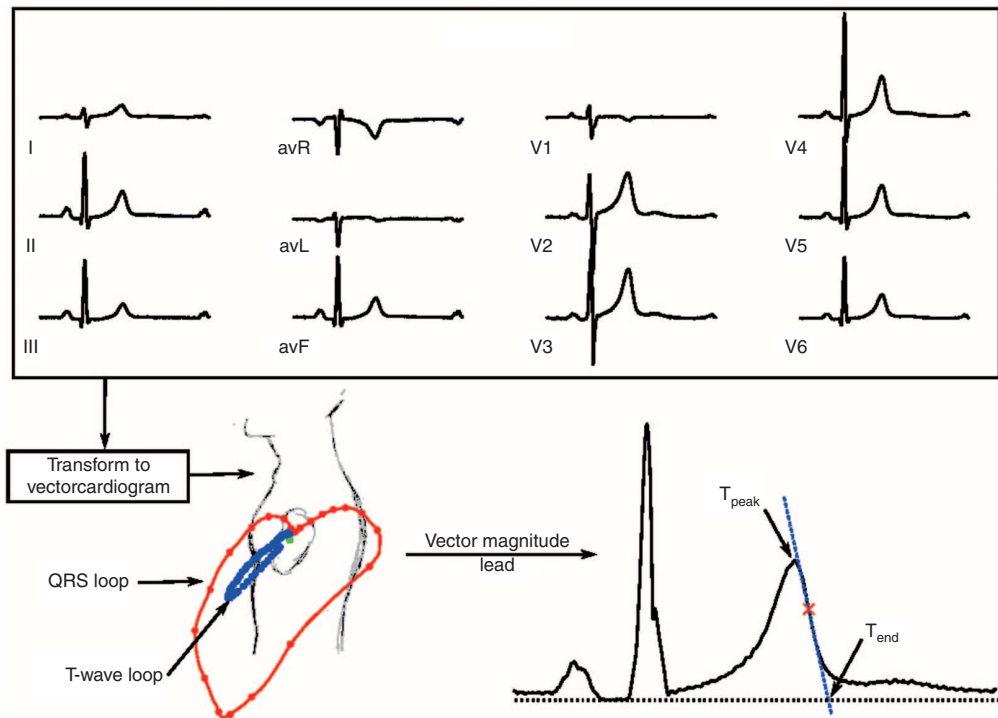 I
avR
V1
V4
II
avL
V2
V5
III
avF
V3
V6
Transform to
vectorcardiogram
QRS loop
T-wave loop
Vector magnitude
lead
Tpeak
Tend